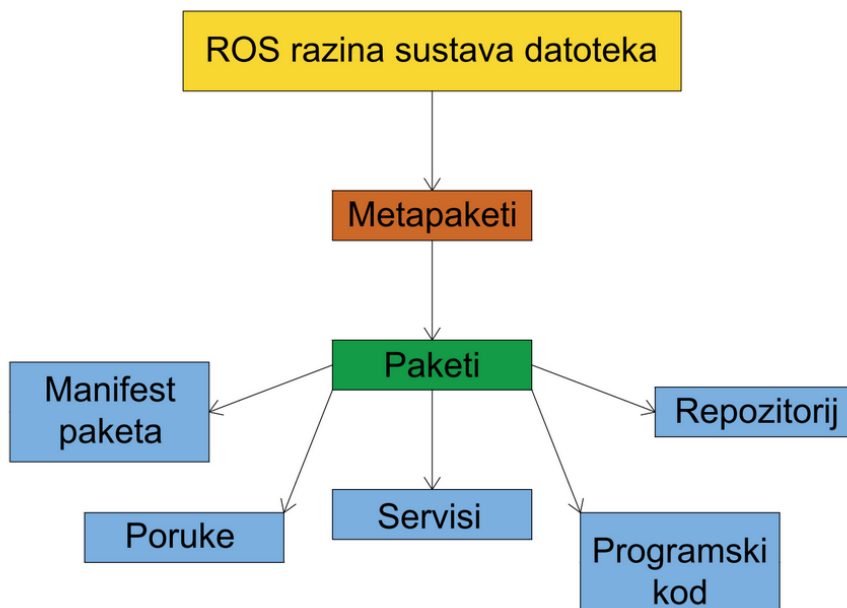 ROS razina sustava datoteka
Metapaketi
Paketi
Manifest
paketa
Repozitorij
Poruke
Servisi
Programski
kod